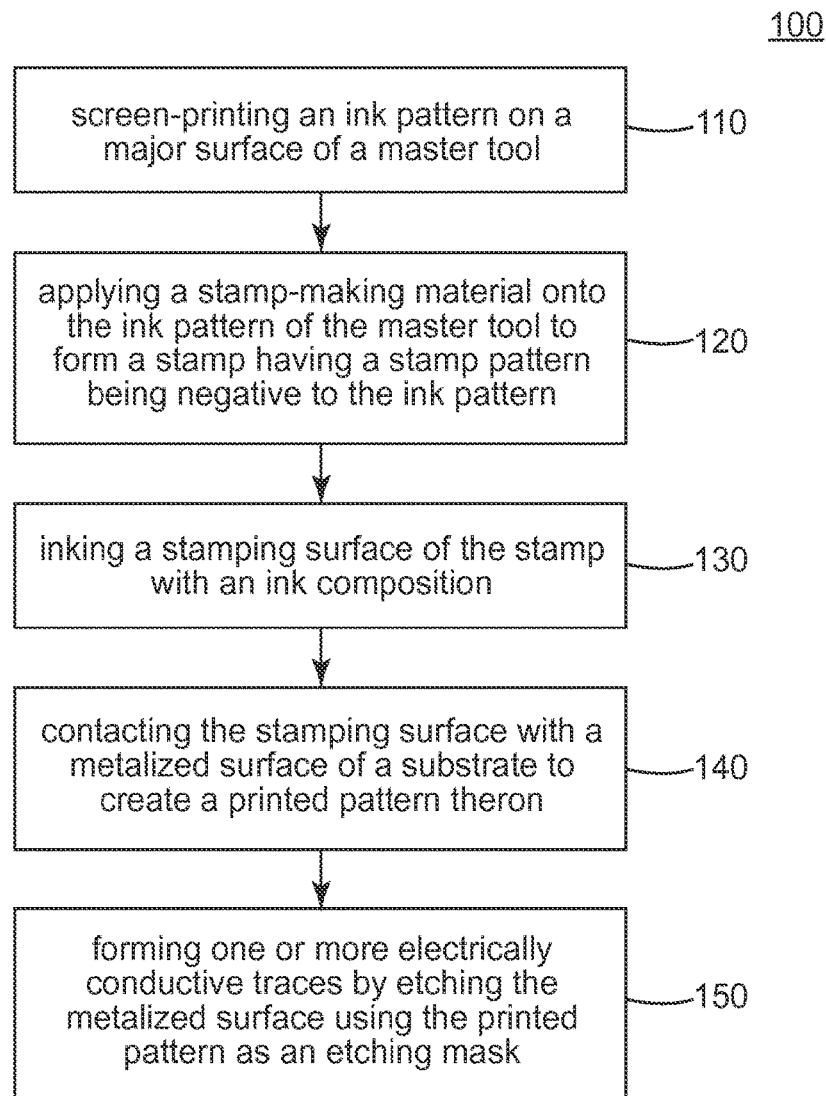 100
screen-printing an ink pattern on a
major surface of a master tool
110
applying a stamp-making material onto
the ink pattern of the master tool to
form a stamp having a stamp pattern
being negative to the ink pattern
120
inking a stamping surface of the stamp
with an ink composition
130
contacting the stamping surface with a
metalized surface of a substrate to
create a printed pattern theron
140
forming one or more electrically
conductive traces by etching the
metalized surface using the printed
pattern as an etching mask
150